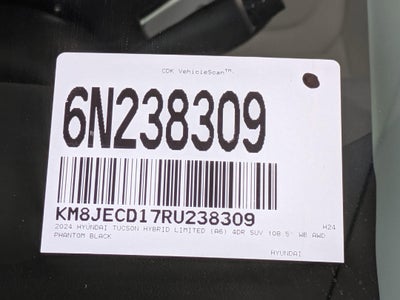 CDK VehicleScan™.
6N238309
KM8JECD17RU238309
2024 HYUNDAI TUCSON HYBRID LIMITED (A6) 4DR SUV 108.5" WB AWD H24
PHANTOM BLACK
HYUNDAI